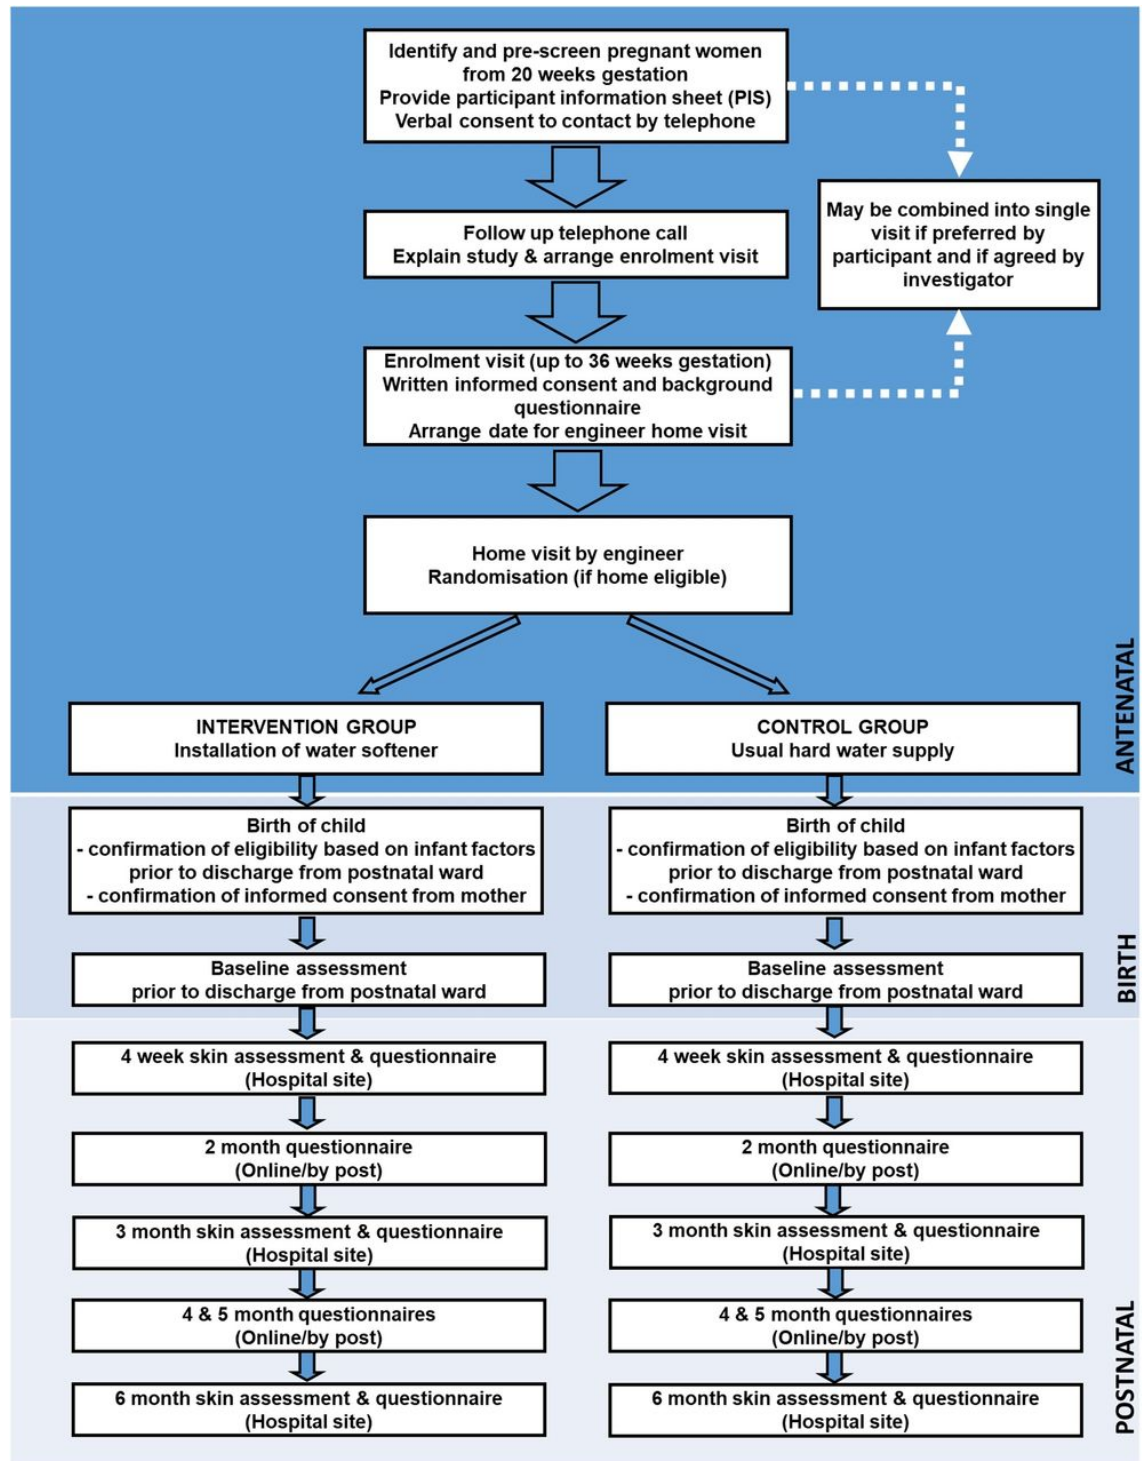 Identify and pre-screen pregnant women
from 20 weeks gestation
Provide participant information sheet (PIS)
Verbal consent to contact by telephone
May be combined into single
visit if preferred by
participant and if agreed by
investigator
Follow up telephone call
Explain study & arrange enrolment visit
Enrolment visit (up to 36 weeks gestation)
Written informed consent and background
questionnaire
Arrange date for engineer home visit
Home visit by engineer
Randomisation (if home eligible)
ANTENATAL
INTERVENTION GROUP
Installation of water softener
CONTROL GROUP
Usual hard water supply
Birth of child
- confirmation of eligibility based on infant factors
prior to discharge from postnatal ward
- confirmation of informed consent from mother
Birth of child
- confirmation of eligibility based on infant factors
prior to discharge from postnatal ward
- confirmation of informed consent from mother
BIRTH
Baseline assessment
prior to discharge from postnatal ward
Baseline assessment
prior to discharge from postnatal ward
4 week skin assessment & questionnaire
(Hospital site)
4 week skin assessment & questionnaire
(Hospital site)
2 month questionnaire
(Online/by post)
2 month questionnaire
(Online/by post)
3 month skin assessment & questionnaire
(Hospital site)
3 month skin assessment & questionnaire
(Hospital site)
4 & 5 month questionnaires
(Online/by post)
4 & 5 month questionnaires
(Online/by post)
POSTNATAL
6 month skin assessment & questionnaire
(Hospital site)
6 month skin assessment & questionnaire
(Hospital site)